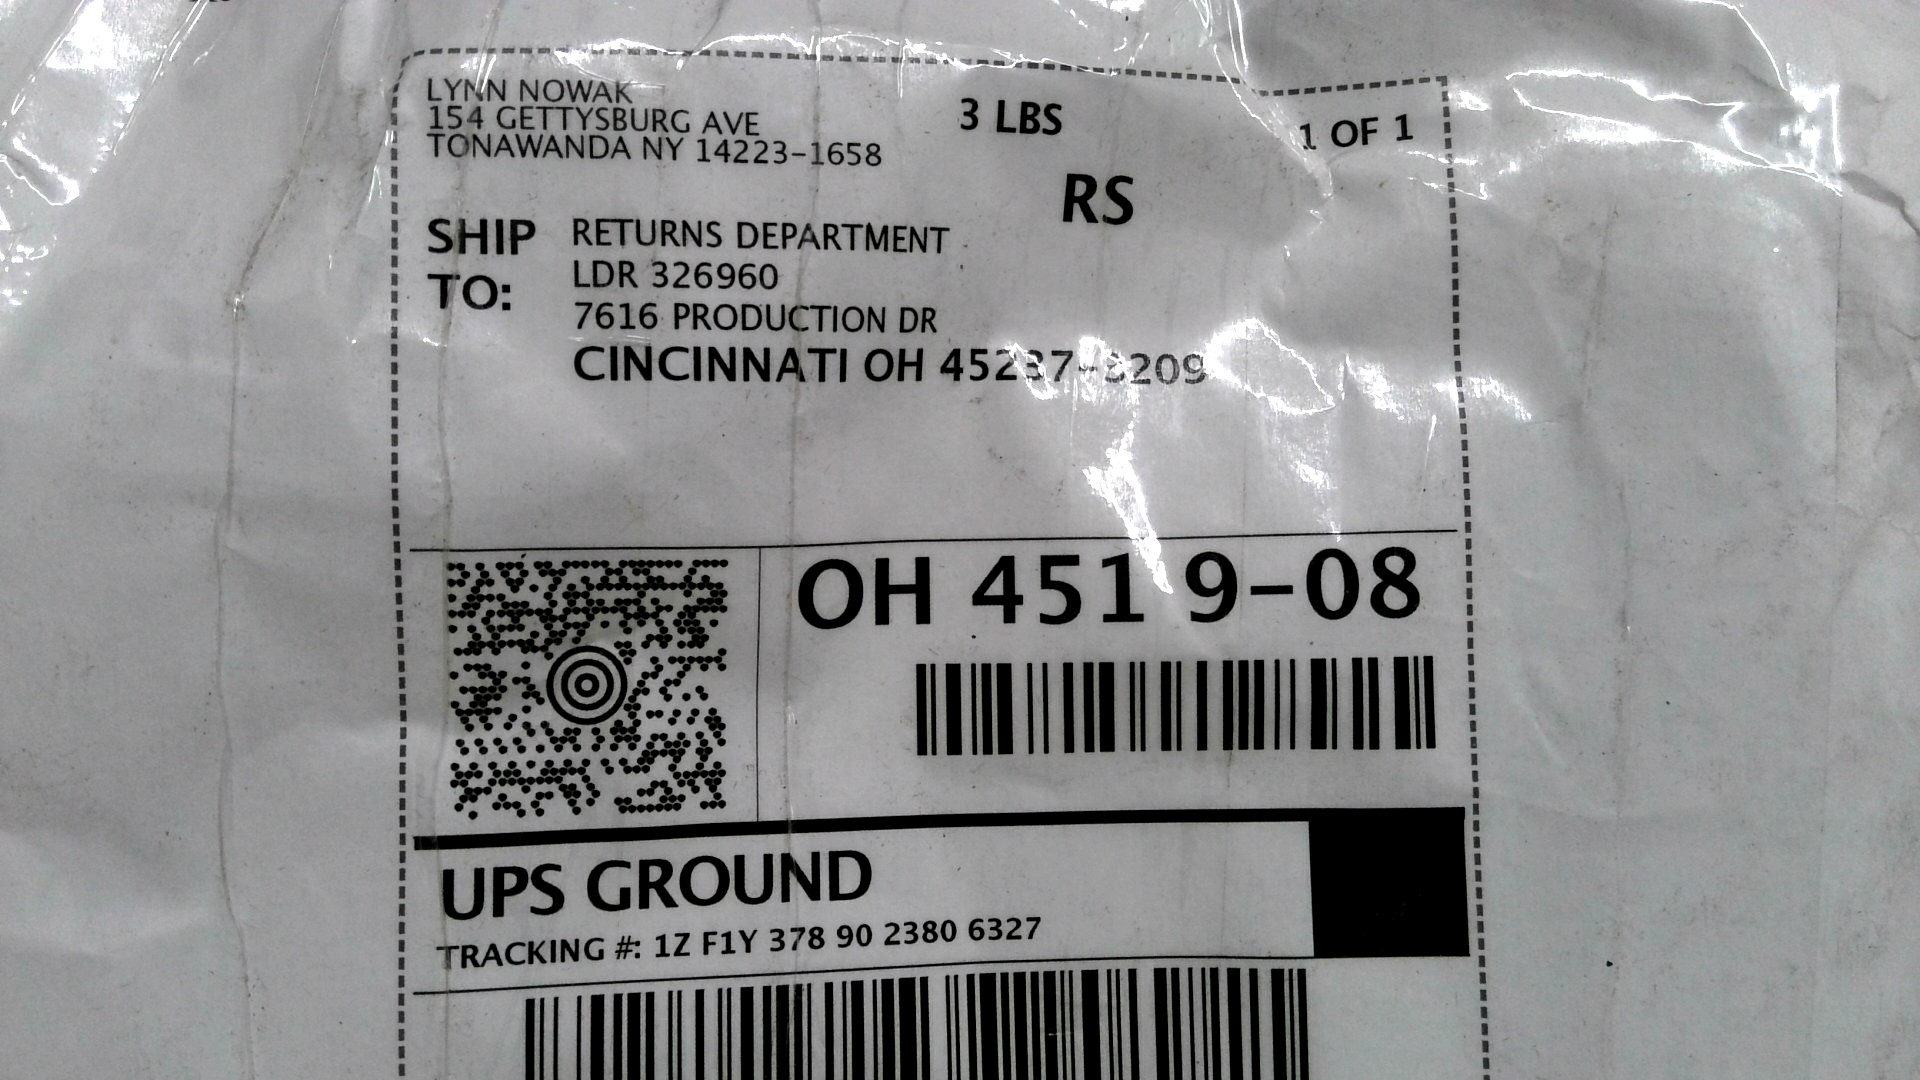 LYNN NOWAK
154 GETTYSBURG AVE
TONAWANDA NY 14223-1658
3 LBS
1 OF 1
RS
SHIP TO:
RETURNS DEPARTMENT
LDR 326960
7616 PRODUCTION DR
CINCINNATI OH
OH 451 9-08
UPS GROUND
TRACKING #: 1Z F1Y 378 90 2380 6327